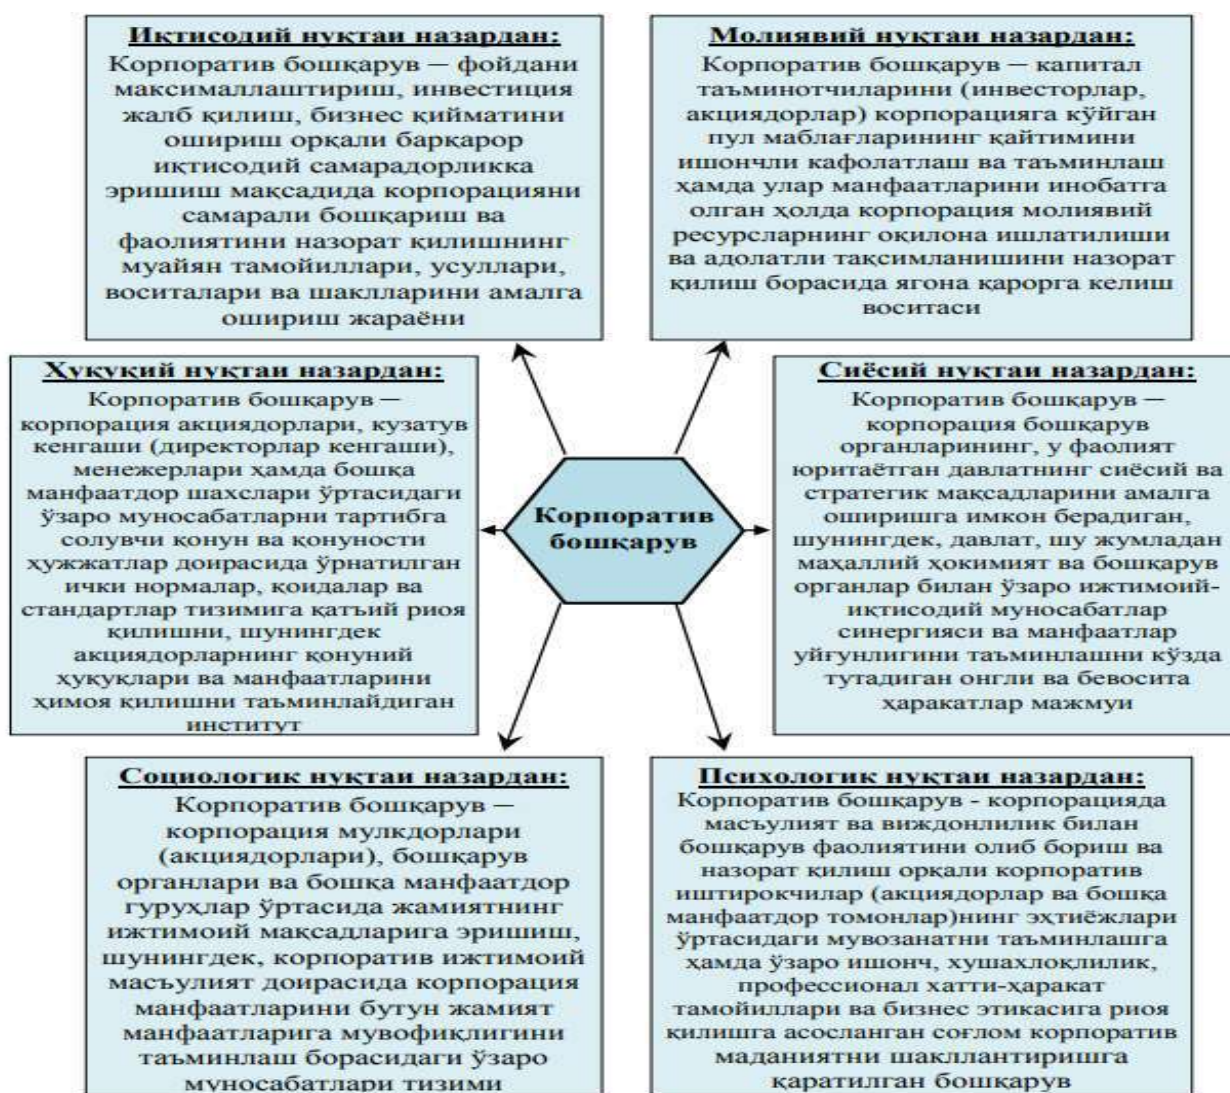 Иқтисодий нуқтаи назардан:
Корпоратив бошқарув — фойдани
максималлаштириш, инвестиция
жалб қилиш, бизнес қийматини
ошириш орқали барқарор
иқтисодий самарадорликка
эришиш мақсадида корпорацияни
самарали бошқариш ва
фаолиятини назорат қилишнинг
муайян тамойиллари, усуллари,
воситалари ва шаклларини амалга
ошириш жараёни
Молиявий нуқтаи назардан:
Корпоратив бошқарув — капитал
таъминотчиларини (инвесторлар,
акциядорлар) корпорацияга кўйган
пул маблағларининг қайтимини
ишончли кафолатлаш ва таъминлаш
ҳамда улар манфаатларини инобатга
олган ҳолда корпорация молиявий
ресурсларнинг оқилона ишлатилиши
ва адолатли тақсимланишини назорат
қилиш борасида ягона қарорга келиш
воситаси
Ҳуқуқий нуқтаи назардан:
Корпоратив бошқарув —
корпорация акциядорлари, кузатув
кенгаши (директорлар кенгаши),
менежерлари ҳамда бошқа
манфаатдор шахслари ўртасидаги
ўзаро муносабатларни тартибга
солувчи қонун ва қонуности
ҳужжатлар доирасида ўрнатилган
ички нормалар, қоидалар ва
стандартлар тизимига қатъий риоя
қилишни, шунингдек
акциядорларнинг қонуний
ҳуқуқлари ва манфаатларини
ҳимоя қилишни таъминлайдиган
институт
Корпоратив
бошқарув
Сиёсий нуқтаи назардан:
Корпоратив бошқарув —
корпорация бошқарув
органларининг, у фаолият
юритаётган давлатнинг сиёсий ва
стратегик мақсадларини амалга
оширишга имкон берадиган,
шунингдек, давлат, шу жумладан
маҳаллий ҳокимият ва бошқарув
органлар билан ўзаро ижтимоий-
иқтисодий муносабатлар
синергияси ва манфаатлар
уйғунлигини таъминлашни кўзда
тутадиган онгли ва бевосита
ҳаракатлар мажмуи
Социологик нуқтаи назардан:
Корпоратив бошқарув —
корпорация мулкдорлари
(акциядорлари), бошқарув
органлари ва бошқа манфаатдор
гуруҳлар ўртасида жамиятнинг
ижтимоий мақсадларига эришиш,
шунингдек, корпоратив ижтимоий
масъулият доирасида корпорация
манфаатларини бутун жамият
манфаатларига мувофиқлигини
таъминлаш борасидаги ўзаро
муносабатлари тизими
Психологик нуқтаи назардан:
Корпоратив бошқарув - корпорацияда
масъулият ва виждонлилик билан
бошқарув фаолиятини олиб бориш ва
назорат қилиш орқали корпоратив
иштирокчилар (акциядорлар ва бошқа
манфаатдор томонлар)нинг эҳтиёжлари
ўртасидаги мувозанатни таъминлашга
ҳамда ўзаро ишонч, хушахлоқлилик,
профессионал хатти-ҳаракат
тамойиллари ва бизнес этикасига риоя
қилишга асосланган соғлом корпоратив
маданиятни шакллантиришга
қаратилган бошқарув